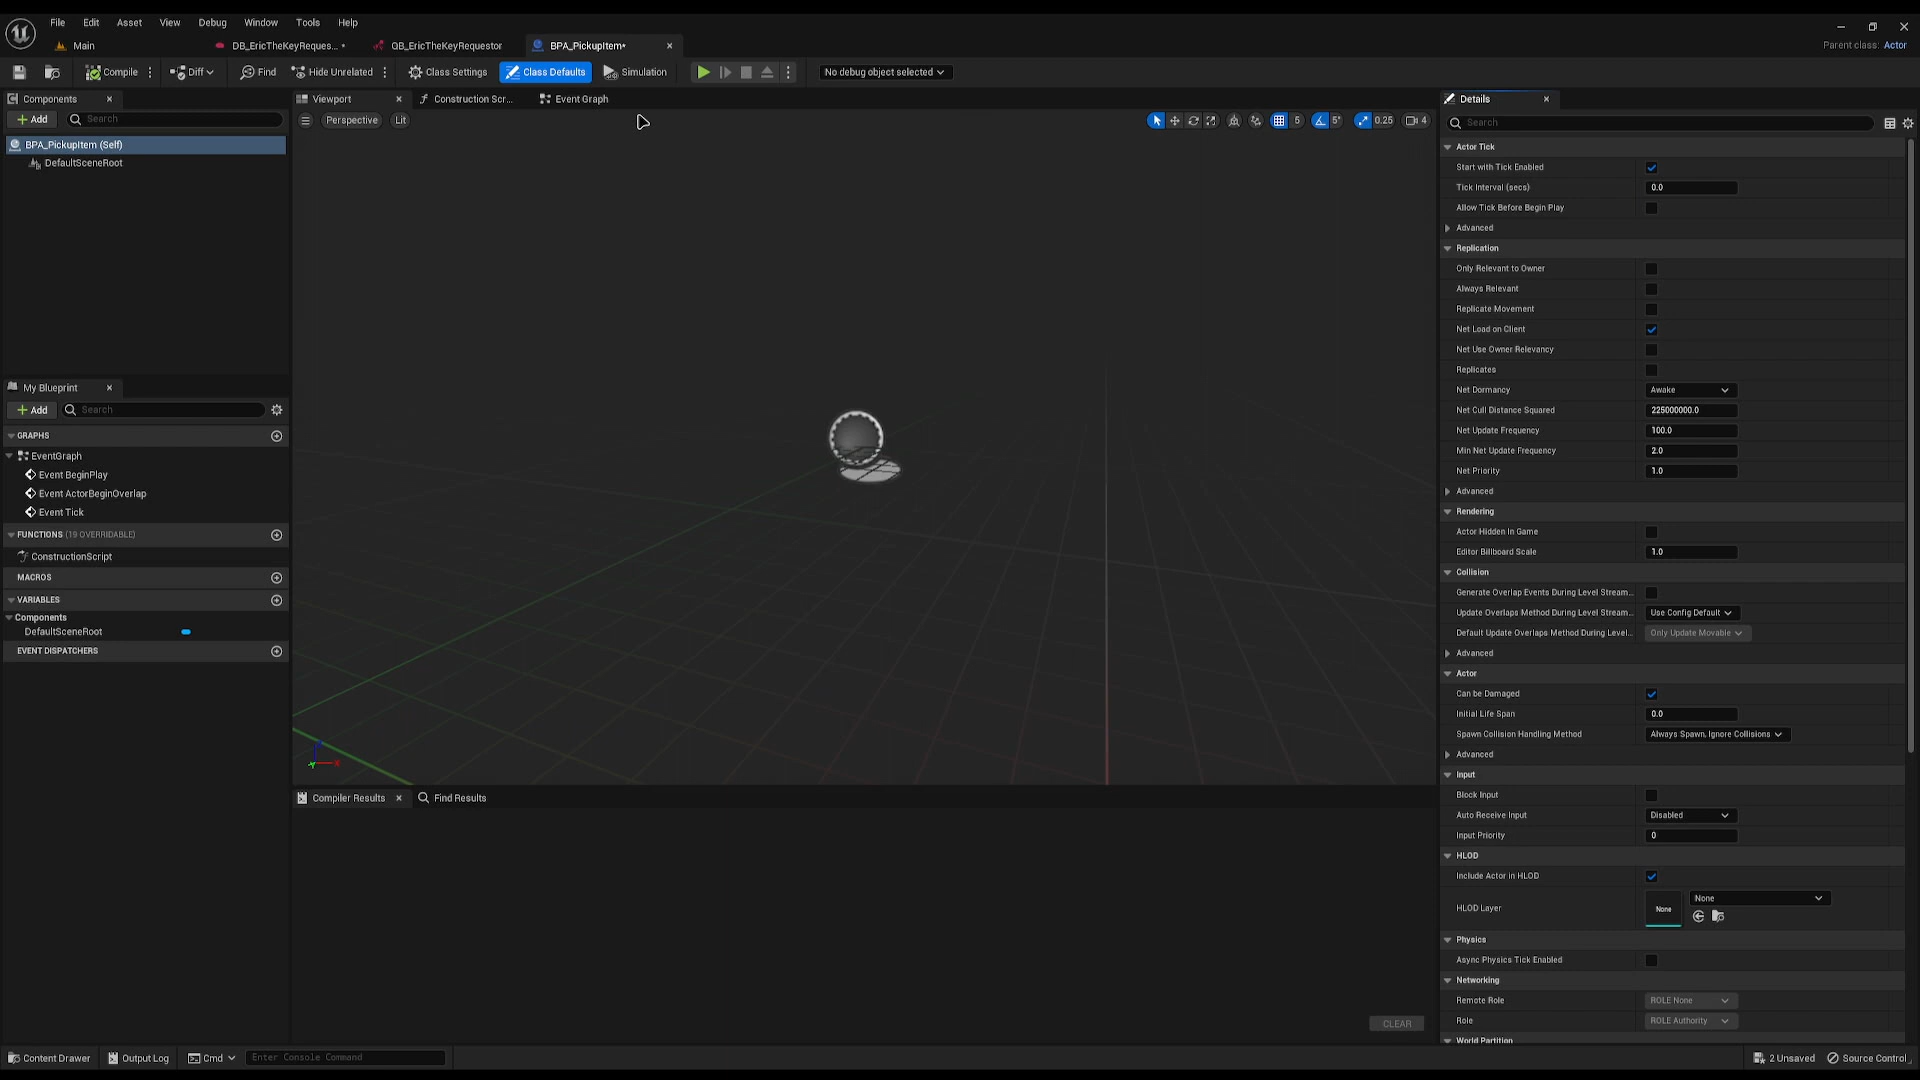 File Edit Asset View Debug Window Tools Help
Main
DB_EricTheKeyReques... •
QB_EricTheKeyRequestor
BPA_PickupItem*
Parent class: Actor
Compile
Diff
Find
Hide Unrelated
Class Settings
Class Defaults
Simulation
No debug object selected
Components
Add
Search
BPA_PickupItem (Self)
DefaultSceneRoot
My Blueprint
Add
Search
GRAPHS
EventGraph
Event BeginPlay
Event ActorBeginOverlap
Event Tick
FUNCTIONS (19 OVERRIDABLE)
ConstructionScript
MACROS
VARIABLES
Components
DefaultSceneRoot
EVENT DISPATCHERS
Viewport
Construction Scr...
Event Graph
Perspective
Lit
5
5°
0.25
4
Compiler Results
Find Results
CLEAR
Details
Search
Actor Tick
Start with Tick Enabled
Tick Interval (secs) 0.0
Allow Tick Before Begin Play
Advanced
Replication
Only Relevant to Owner
Always Relevant
Replicate Movement
Net Load on Client
Net Use Owner Relevancy
Replicates
Net Dormancy Awake
Net Cull Distance Squared 225000000.0
Net Update Frequency 100.0
Min Net Update Frequency 2.0
Net Priority 1.0
Advanced
Rendering
Actor Hidden In Game
Editor Billboard Scale 1.0
Collision
Generate Overlap Events During Level Stream...
Update Overlaps Method During Level Stream... Use Config Default
Default Update Overlaps Method During Level... Only Update Movable
Advanced
Actor
Can be Damaged
Initial Life Span 0.0
Spawn Collision Handling Method Always Spawn, Ignore Collisions
Advanced
Input
Block Input
Auto Receive Input Disabled
Input Priority 0
HLOD
Include Actor in HLOD
HLOD Layer None None
Physics
Async Physics Tick Enabled
Networking
Remote Role ROLE None
Role ROLE Authority
World Partition
Content Drawer
Output Log
Cmd
Enter Console Command
2 Unsaved
Source Control